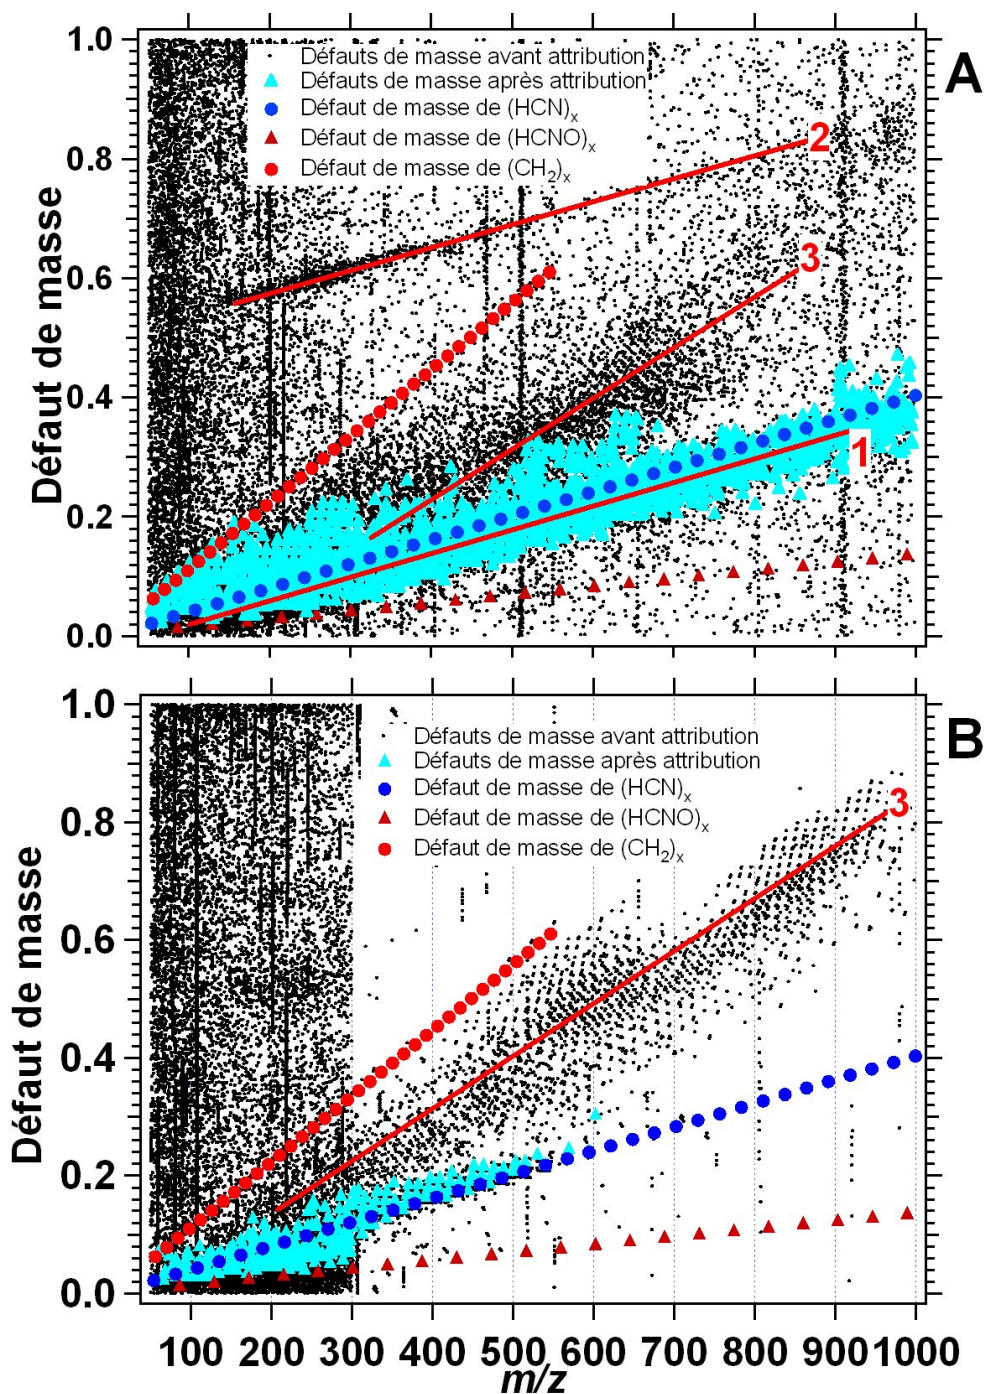 A
1.0
0.8
0.6
0.4
0.2
0.0
Défaut de masse
Défauts de masse avant attribution
Défauts de masse après attribution
Défaut de masse de (HCN)x
Défaut de masse de (HCNO)x
Défaut de masse de (CH2)x
2
3
1
B
1.0
0.8
0.6
0.4
0.2
0.0
Défaut de masse
Défauts de masse avant attribution
Défauts de masse après attribution
Défaut de masse de (HCN)x
Défaut de masse de (HCNO)x
Défaut de masse de (CH2)x
3
100 200 300 400 500 600 700 800 900 1000
m/z